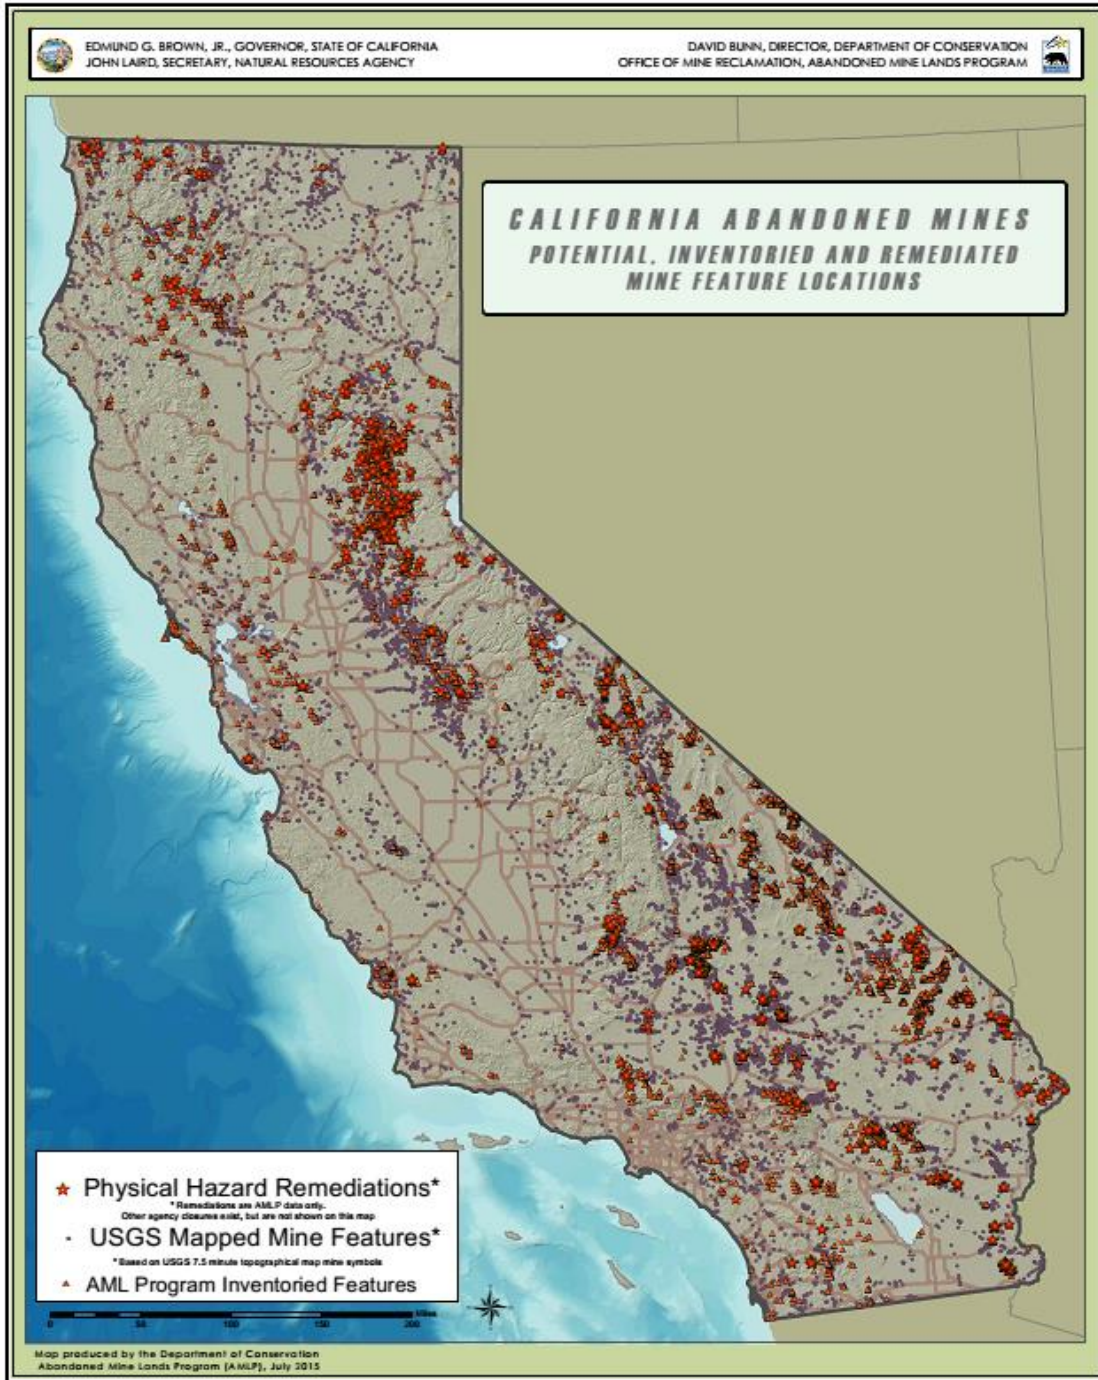 EDMUND G. BROWN, JR., GOVERNOR, STATE OF CALIFORNIA
JOHN LAIRD, SECRETARY, NATURAL RESOURCES AGENCY
DAVID BUNN, DIRECTOR, DEPARTMENT OF CONSERVATION
OFFICE OF MINE RECLAMATION, ABANDONED MINE LANDS PROGRAM
CALIFORNIA ABANDONED MINES
POTENTIAL, INVENTORIED AND REMEDIATED
MINE FEATURE LOCATIONS
Physical Hazard Remediations*
* Remediations are AMLP data only.
Other agency closures exist, but are not shown on this map
USGS Mapped Mine Features*
* Based on USGS 7.5 minute topographical map mine symbols
AML Program Inventoried Features
Miles
0 50 100 150 200
Map produced by the Department of Conservation
Abandoned Mine Lands Program (AMLP), July 2015